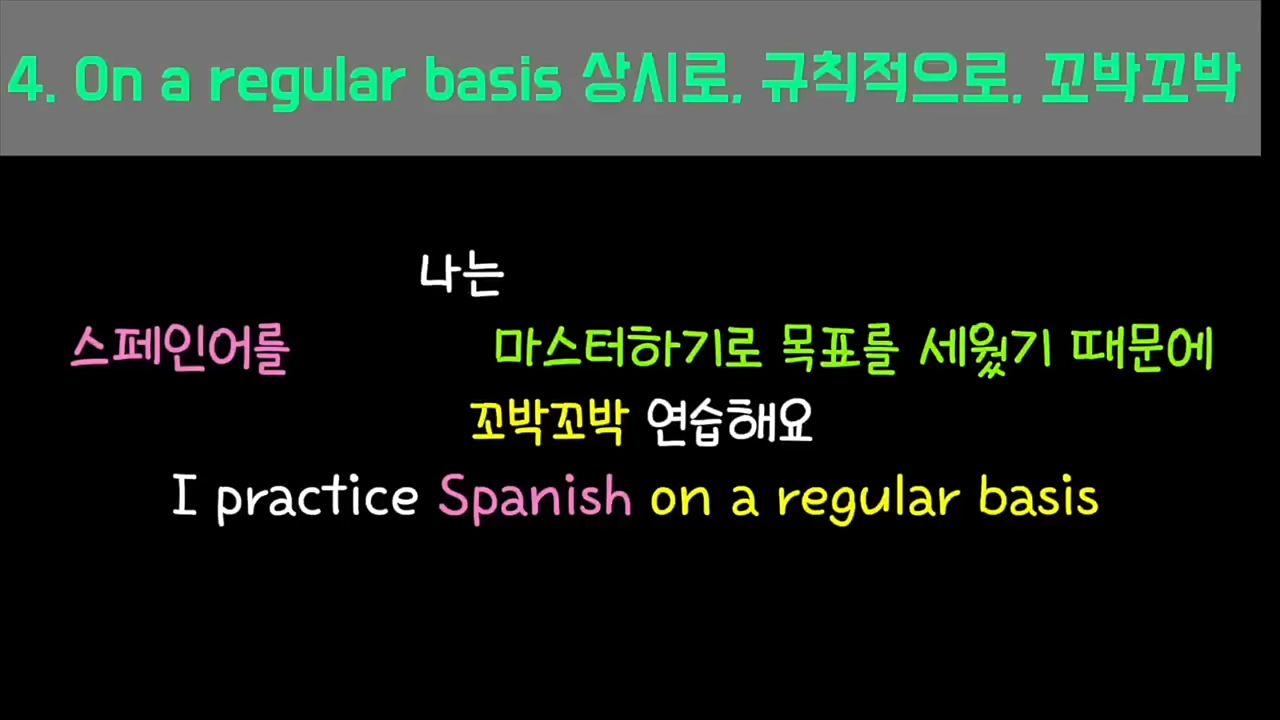 4. On a regular basis 상시로, 규칙적으로, 꼬박꼬박
나는
스페인어를 마스터하기로 목표를 세웠기 때문에
꼬박꼬박 연습해요
I practice Spanish on a regular basis